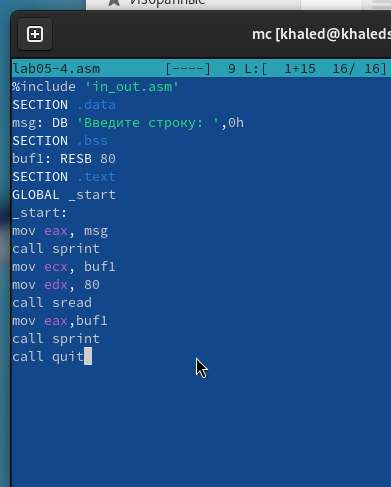 Избранные
mc [khaled@khaleds
lab05-4.asm [----] 9 L:[ 1+15 16/ 16]
%include 'in_out.asm'
SECTION .data
msg: DB 'Введите строку: ',0h
SECTION .bss
buf1: RESB 80
SECTION .text
GLOBAL _start
_start:
mov eax, msg
call sprint
mov ecx, buf1
mov edx, 80
call sread
mov eax,buf1
call sprint
call quit